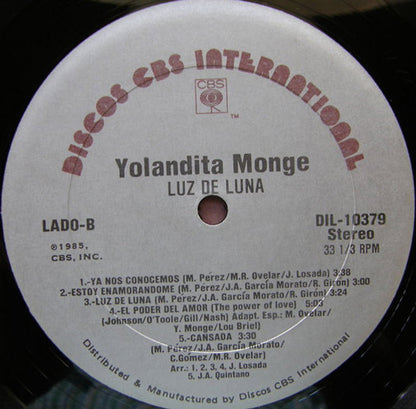 DISCOS CBS INTERNATIONAL
CBS
TM
Yolandita Monge
LUZ DE LUNA
LADO-B
℗1985,
CBS, INC.
DIL-10379
Stereo
33 1/3 RPM
1.-YA NOS CONOCEMOS (M. Pérez/M.R. Ovelar/J. Losada) 3:38
2.-ESTOY ENAMORANDOME (M. Pérez/J.A. García Morato/R. Girón) 3:00
3.-LUZ DE LUNA (M. Pérez/J.A. García Morato/R. Girón) 3:30
4.-EL PODER DEL AMOR (The power of love) 5:03
(Johnson/O'Toole/Gill/Nash) Adapt. Esp.: M. Ovelar/
Y. Monge/Lou Briel)
5.-CANSADA 3:30
(M. Pérez/J.A. García Morato/
C.Gómez/M.R. Ovelar)
Arr.: 1, 2, 3, 4, J. Losada
5. J.A. Quintano
Distributed & Manufactured by Discos CBS International